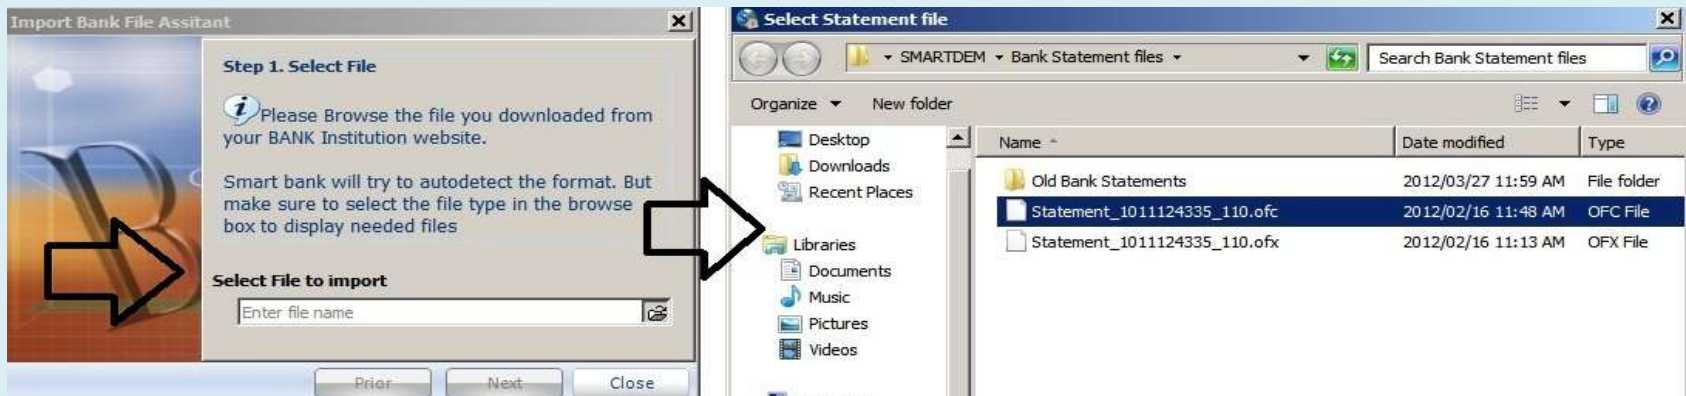 Import Bank File Assitant
Step 1. Select File
Please Browse the file you downloaded from
your BANK Institution website.
Smart bank will try to autodetect the format. But
make sure to select the file type in the browse
box to display needed files
Select File to import
Enter file name
Prior Next Close
Select Statement file
SMARTDEM Bank Statement files Search Bank Statement files
Organize New folder
Desktop
Downloads
Recent Places
Libraries
Documents
Music
Pictures
Videos
Name Date modified Type
Old Bank Statements 2012/03/27 11:59 AM File folder
Statement_1011124335_110.ofc 2012/02/16 11:48 AM OFC File
Statement_1011124335_110.ofx 2012/02/16 11:13 AM OFX File